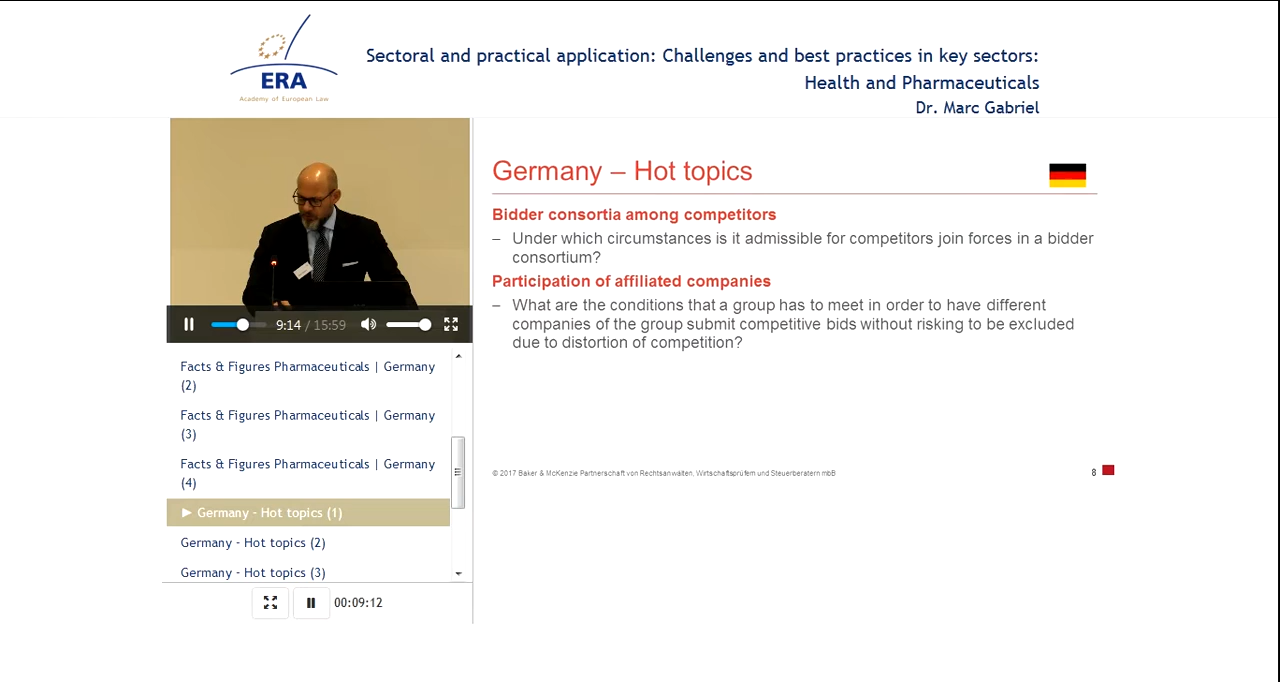 ERA
Academy of European Law
Sectoral and practical application: Challenges and best practices in key sectors:
Health and Pharmaceuticals
Dr. Marc Gabriel
9:14 / 15:59
Facts & Figures Pharmaceuticals | Germany
(2)
Facts & Figures Pharmaceuticals | Germany
(3)
Facts & Figures Pharmaceuticals | Germany
(4)
Germany - Hot topics (1)
Germany - Hot topics (2)
Germany - Hot topics (3)
00:09:12
Germany – Hot topics
Bidder consortia among competitors
– Under which circumstances is it admissible for competitors join forces in a bidder
consortium?
Participation of affiliated companies
– What are the conditions that a group has to meet in order to have different
companies of the group submit competitive bids without risking to be excluded
due to distortion of competition?
© 2017 Baker & McKenzie Partnerschaft von Rechtsanwälten, Wirtschaftsprüfern und Steuerberatern mbB
8